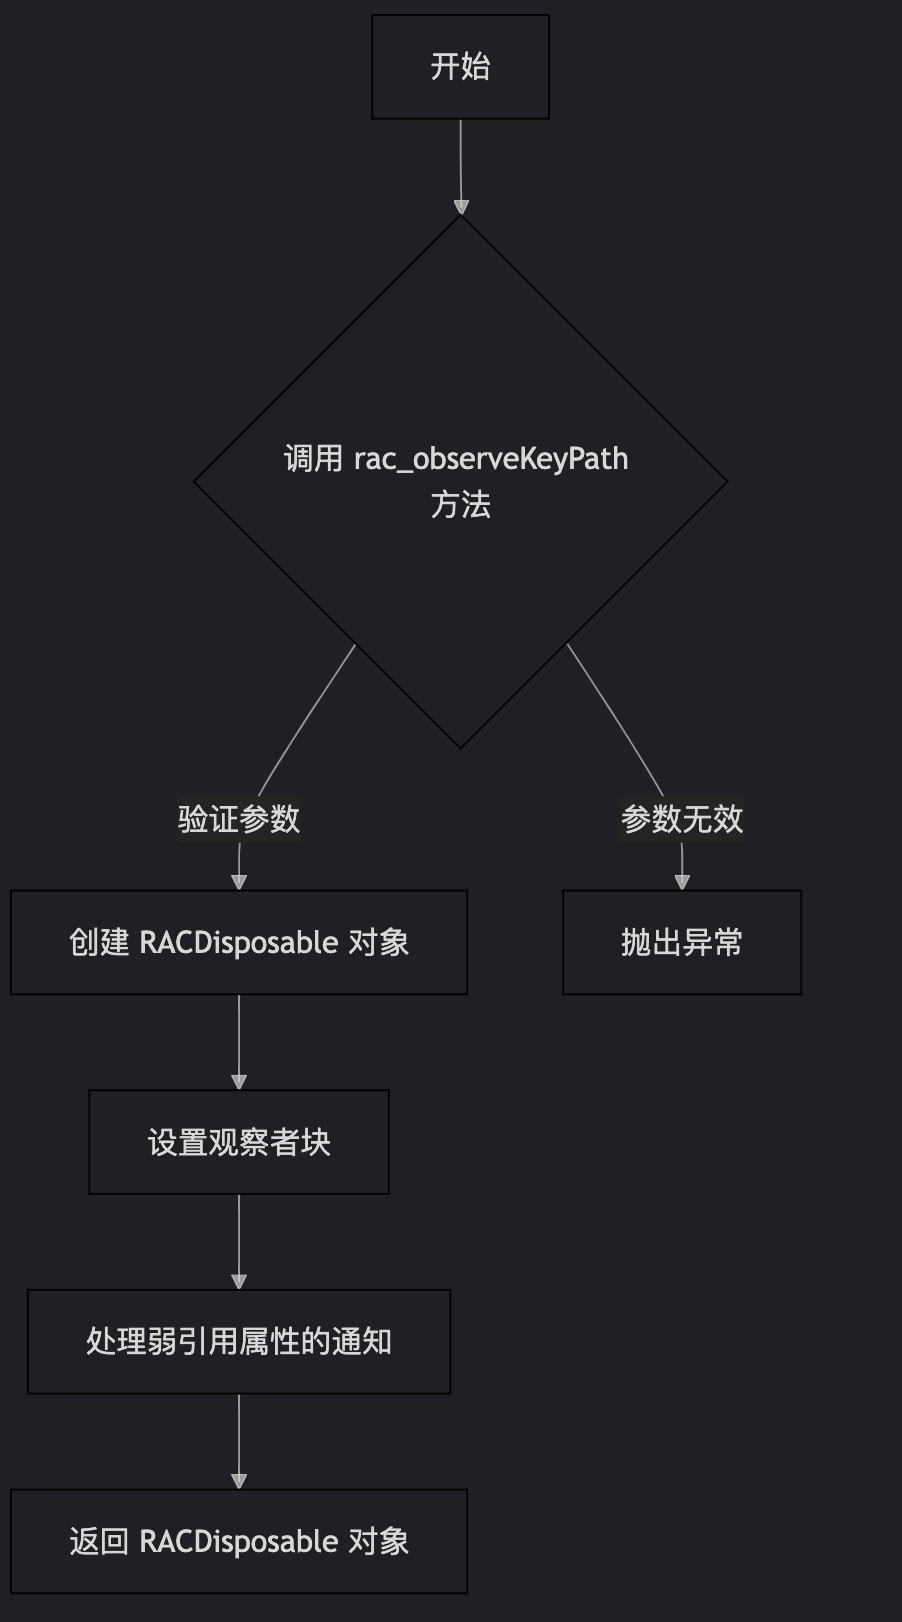 开始
调用 rac_observeKeyPath
方法
验证参数
参数无效
创建 RACDisposable 对象
抛出异常
设置观察者块
处理弱引用属性的通知
返回 RACDisposable 对象